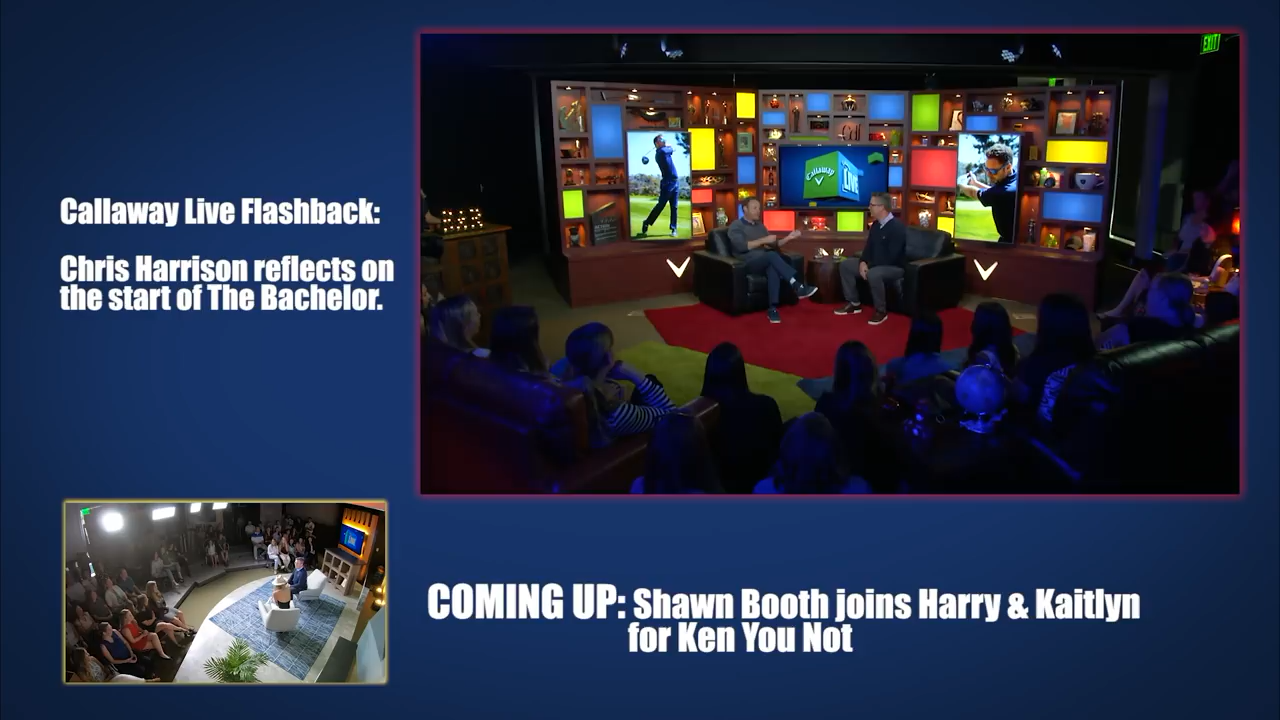 Callaway Live Flashback:
Chris Harrison reflects on
the start of The Bachelor.
EXIT
Callaway
LIVE
COMING UP: Shawn Booth joins Harry & Kaitlyn
for Ken You Not